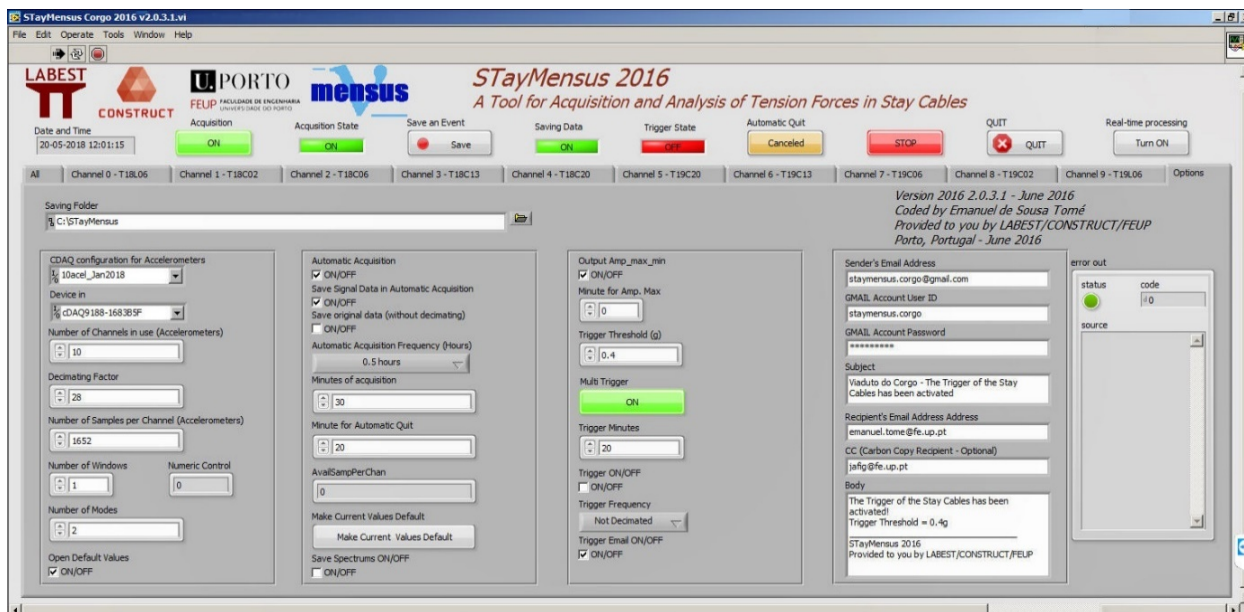 STayMensus Corgo 2016 v2.0.3.1.vi
File Edit Operate Tools Window Help
LABEST
CONSTRUCT
U. PORTO
FEUP FACULDADE DE ENGENHARIA
UNIVERSIDADE DO PORTO
mensus
STayMensus 2016
A Tool for Acquisition and Analysis of Tension Forces in Stay Cables
Date and Time
20-05-2018 12:01:15
Acquisition
ON
Acqusition State
ON
Save an Event
Save
Saving Data
ON
Trigger State
OFF
Automatic Quit
Canceled
STOP
QUIT
QUIT
Real-time processing
Turn ON
All
Channel 0 - T18L06
Channel 1 - T18C02
Channel 2 - T18C06
Channel 3 - T18C13
Channel 4 - T18C20
Channel 5 - T19C20
Channel 6 - T19C13
Channel 7 - T19C06
Channel 8 - T19C02
Channel 9 - T19L06
Options
Version 2016 2.0.3.1 - June 2016
Coded by Emanuel de Sousa Tomé
Provided to you by LABEST/CONSTRUCT/FEUP
Porto, Portugal - June 2016
Saving Folder
C:\STayMensus
CDAQ configuration for Accelerometers
10acel_Jan2018
Device in
cDAQ9188-1683B5F
Number of Channels in use (Accelerometers)
10
Decimating Factor
28
Number of Samples per Channel (Accelerometers)
1652
Number of Windows
1
Numeric Control
0
Number of Modes
2
Open Default Values
ON/OFF
Automatic Acquisition
ON/OFF
Save Signal Data in Automatic Acquisition
ON/OFF
Save original data (without decimating)
ON/OFF
Automatic Acquisition Frequency (Hours)
0.5 hours
Minutes of acquisition
30
Minute for Automatic Quit
20
AvailSampPerChan
0
Make Current Values Default
Make Current Values Default
Save Spectrums ON/OFF
ON/OFF
Output Amp_max_min
ON/OFF
Minute for Amp. Max
0
Trigger Threshold (g)
0.4
Multi Trigger
ON
Trigger Minutes
20
Trigger ON/OFF
ON/OFF
Trigger Frequency
Not Decimated
Trigger Email ON/OFF
ON/OFF
Sender's Email Address
staymensus.corgo@gmail.com
GMAIL Account User ID
staymensus.corgo
GMAIL Account Password
*********
Subject
Viaduto do Corgo - The Trigger of the Stay
Cables has been activated
Recipient's Email Address Address
emanuel.tome@fe.up.pt
CC (Carbon Copy Recipient - Optional)
jafig@fe.up.pt
Body
The Trigger of the Stay Cables has been
activated!
Trigger Threshold = 0.4g
STayMensus 2016
Provided to you by LABEST/CONSTRUCT/FEUP
error out
status
code
0
source